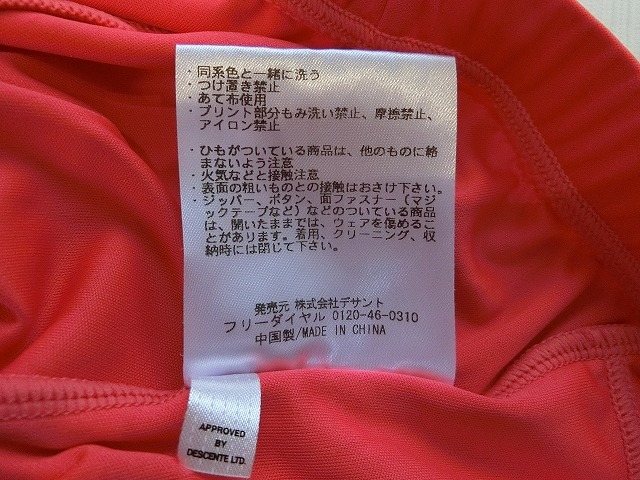 ・同系色と一緒に洗う
・つけ置き禁止
・あて布使用
・プリント部分もみ洗い禁止、摩擦禁止、
アイロン禁止
・ひもがついている商品は、他のものに絡
まないよう注意
・火気などと接触注意
・表面の粗いものとの接触はおさけ下さい。
・ジッパー、ボタン、面ファスナー（マジ
ックテープなど）などのついている商品
は、開いたままでは、ウェアを傷めるこ
とがあります。着用、クリーニング、収
納時には閉じて下さい。
発売元 株式会社デサント
フリーダイヤル 0120-46-0310
中国製/MADE IN CHINA
APPROVED
BY
DESCENTE LTD.